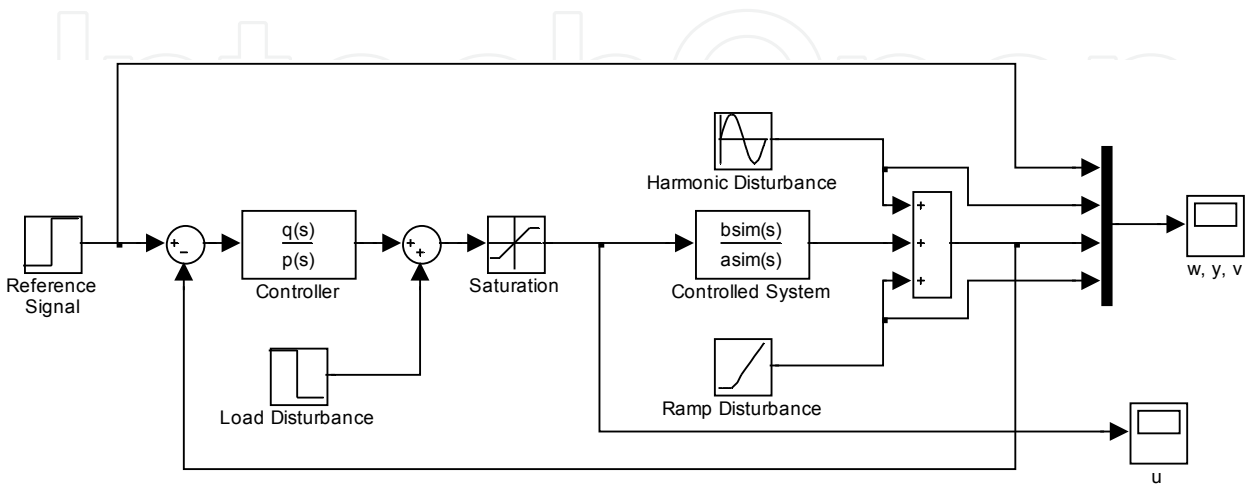 Harmonic Disturbance
+
+
+
Reference
Signal
+
−
q(s)
p(s)
Controller
+
+
Saturation
bsim(s)
asim(s)
Controlled System
w, y, v
Load Disturbance
Ramp Disturbance
u